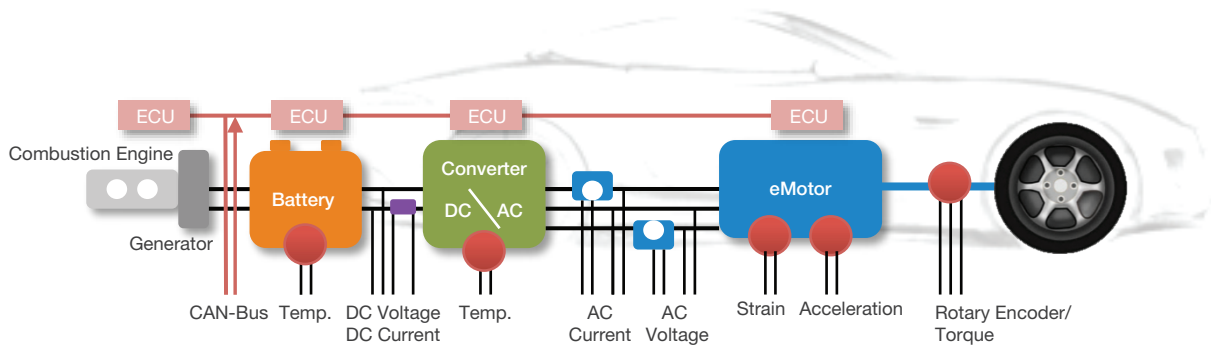 ECU
ECU
ECU
ECU
Combustion Engine
Converter
DC
AC
Battery
eMotor
Generator
CAN-Bus
Temp.
DC Voltage
DC Current
Temp.
AC
Current
AC
Voltage
Strain
Acceleration
Rotary Encoder/
Torque